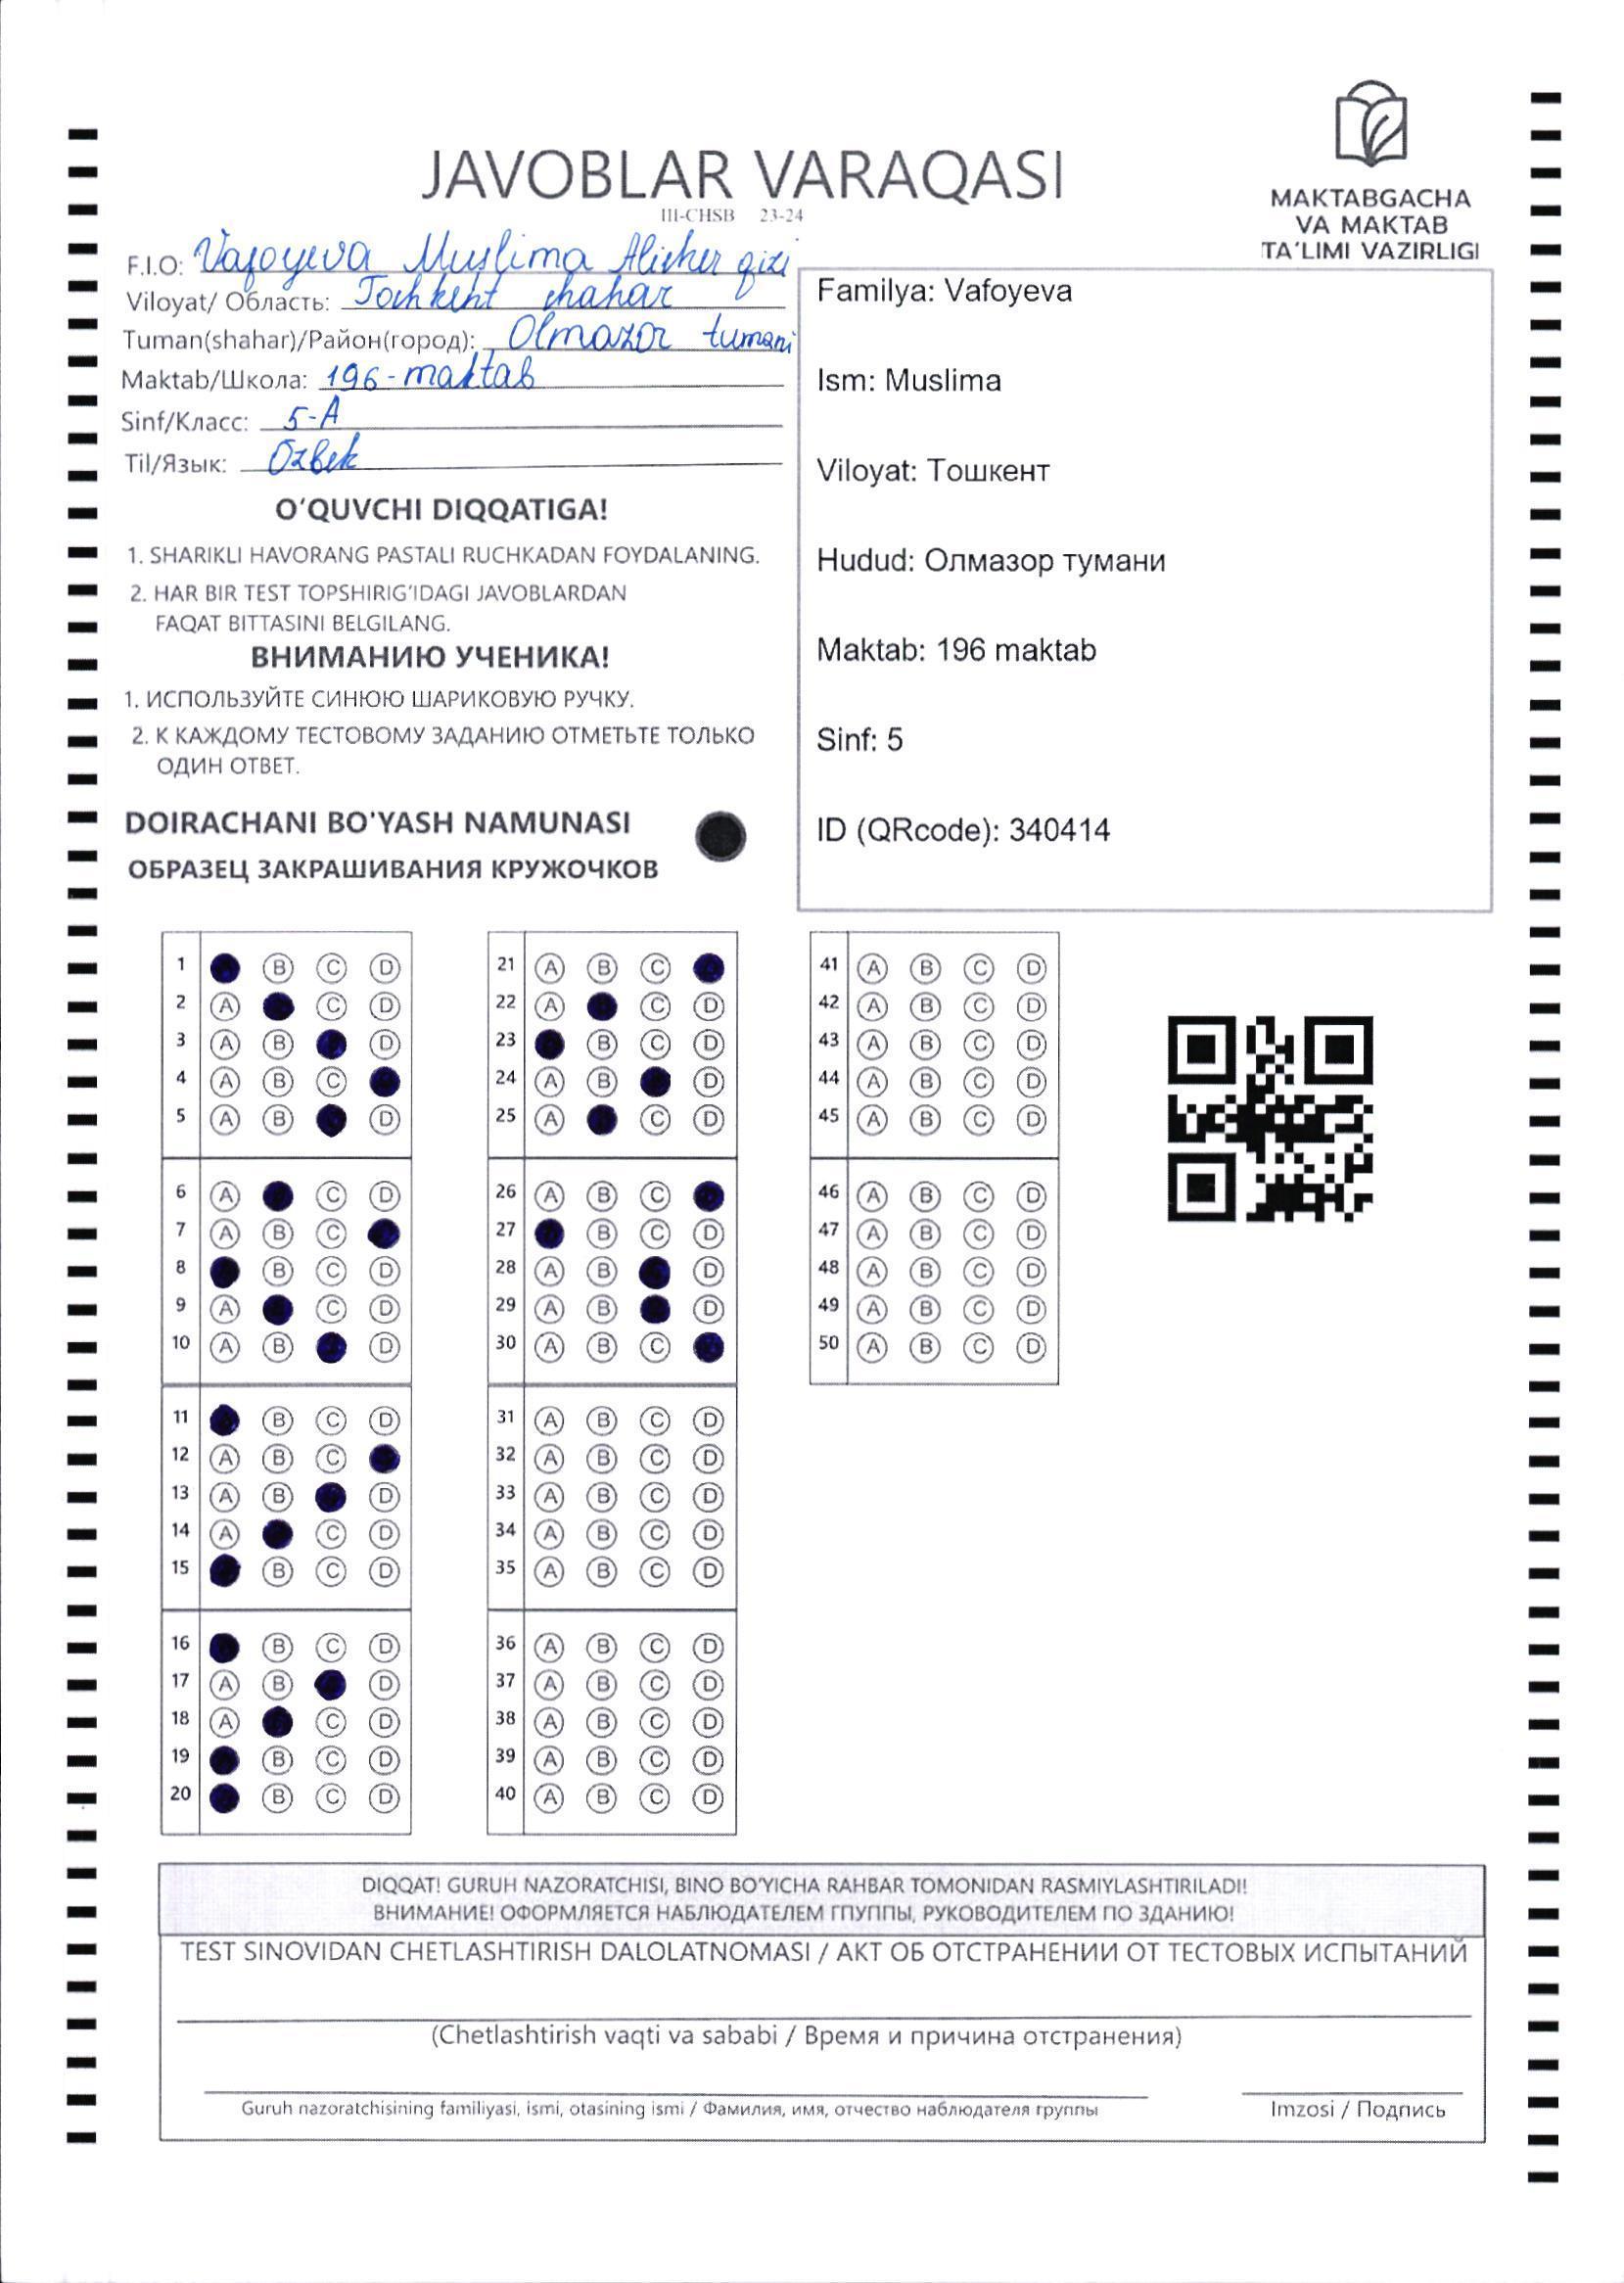 JAVOBLAR VARAQASI
III-CHSB 23-24
MAKTABGACHA
VA MAKTAB
TA'LIMI VAZIRLIGI
F.I.O: Vafoyeva Muslima Alisher qizi
Viloyat/ Область: Toshkent shahar
Tuman(shahar)/Район(город): Olmazor tumani
Maktab/Школа: 196-maktab
Sinf/Класс: 5-A
Til/Язык: Ozbek
O'QUVCHI DIQQATIGA!
1. SHARIKLI HAVORANG PASTALI RUCHKADAN FOYDALANING.
2. HAR BIR TEST TOPSHIRIG'IDAGI JAVOBLARDAN
FAQAT BITTASINI BELGILANG.
ВНИМАНИЮ УЧЕНИКА!
1. ИСПОЛЬЗУЙТЕ СИНЮЮ ШАРИКОВУЮ РУЧКУ.
2. К КАЖДОМУ ТЕСТОВОМУ ЗАДАНИЮ ОТМЕТЬТЕ ТОЛЬКО
ОДИН ОТВЕТ.
DOIRACHANI BO'YASH NAMUNASI
ОБРАЗЕЦ ЗАКРАШИВАНИЯ КРУЖОЧКОВ
Familya: Vafoyeva
Ism: Muslima
Viloyat: Тошкент
Hudud: Олмазор тумани
Maktab: 196 maktab
Sinf: 5
ID (QRcode): 340414
1 B C D
2 A C D
3 A B D
4 A B C
5 A B D
6 A C D
7 A B C
8 B C D
9 A C D
10 A B D
11 B C D
12 A B C
13 A B D
14 A C D
15 B C D
16 B C D
17 A B D
18 A C D
19 B C D
20 B C D
21 A B C
22 A C D
23 B C D
24 A B D
25 A C D
26 A B C
27 B C D
28 A B D
29 A B D
30 A B C
31 A B C D
32 A B C D
33 A B C D
34 A B C D
35 A B C D
36 A B C D
37 A B C D
38 A B C D
39 A B C D
40 A B C D
41 A B C D
42 A B C D
43 A B C D
44 A B C D
45 A B C D
46 A B C D
47 A B C D
48 A B C D
49 A B C D
50 A B C D
DIQQAT! GURUH NAZORATCHISI, BINO BO'YICHA RAHBAR TOMONIDAN RASMIYLASHTIRILADI!
ВНИМАНИЕ! ОФОРМЛЯЕТСЯ НАБЛЮДАТЕЛЕМ ГПУППЫ, РУКОВОДИТЕЛЕМ ПО ЗДАНИЮ!
TEST SINOVIDAN CHETLASHTIRISH DALOLATNOMASI / АКТ ОБ ОТСТРАНЕНИИ ОТ ТЕСТОВЫХ ИСПЫТАНИЙ
(Chetlashtirish vaqti va sababi / Время и причина отстранения)
Guruh nazoratchisining familiyasi, ismi, otasining ismi / Фамилия, имя, отчество наблюдателя группы
Imzosi / Подпись